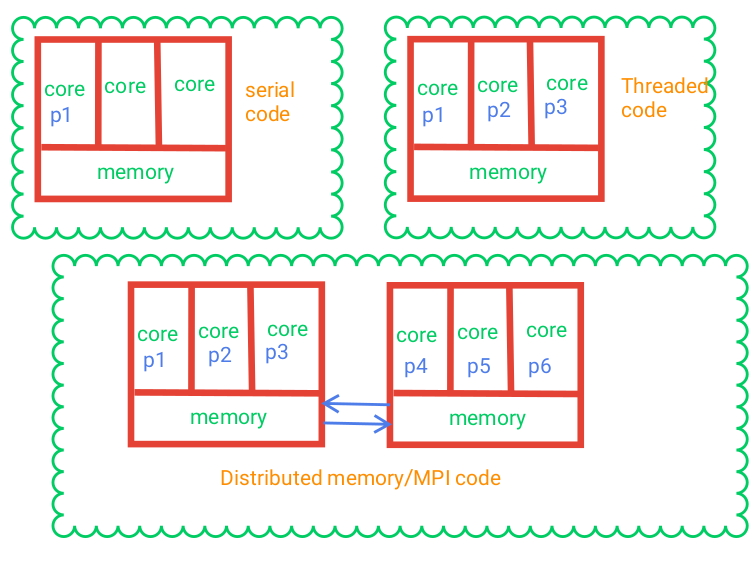 core core core
p1
memory
serial
code
core core core
p1 p2 p3
memory
Threaded
code
core core core
p1 p2 p3
memory
core core core
p4 p5 p6
memory
Distributed memory/MPI code